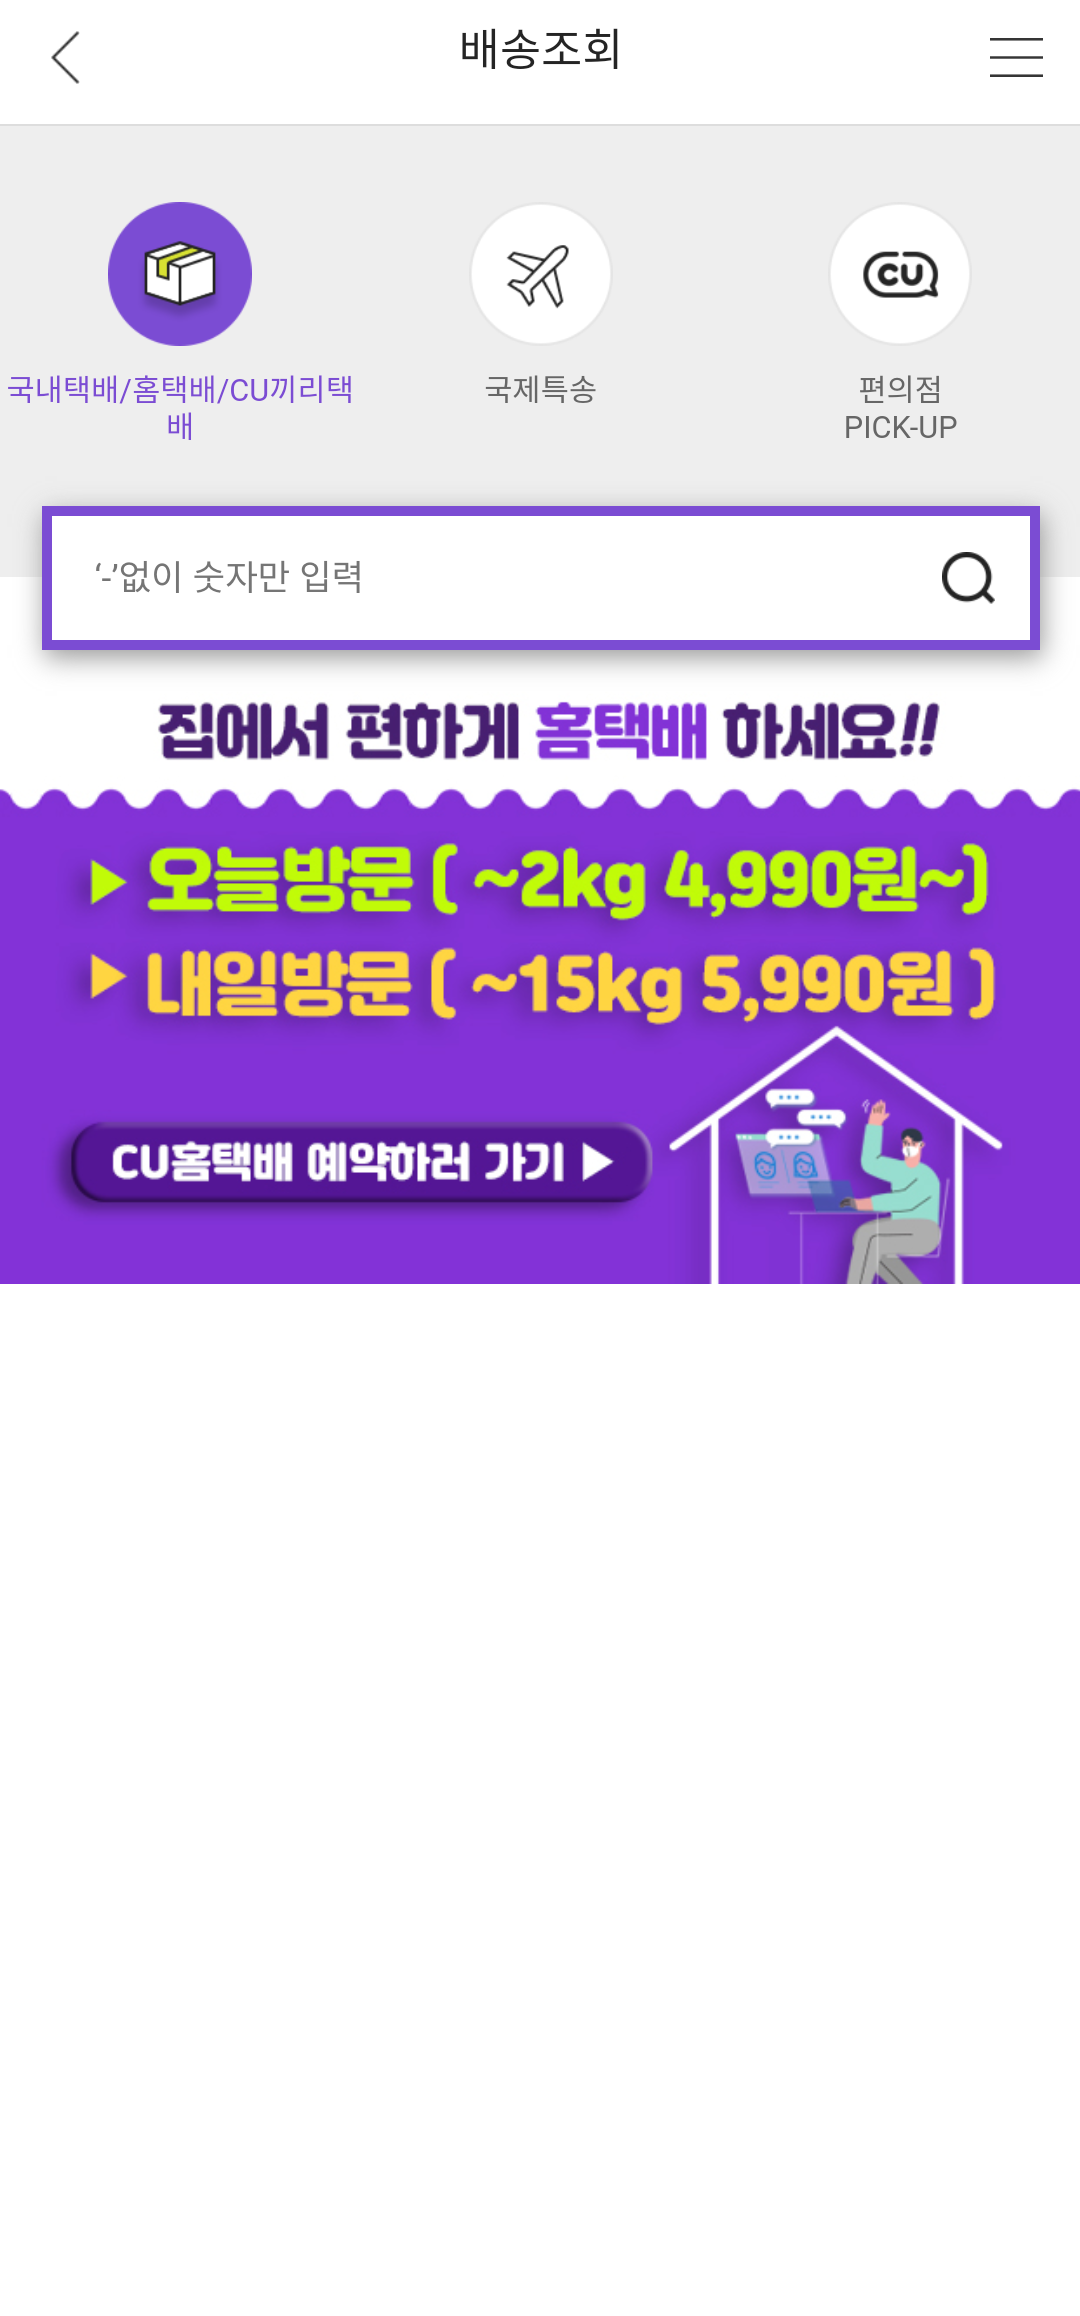 배송조회
CU
국내택배/홈택배/CU끼리택
배
국제특송
편의점
PICK-UP
‘-’없이 숫자만 입력
집에서 편하게 홈택배 하세요!!
▶ 오늘방문 ( ~2kg 4,990원~)
▶ 내일방문 ( ~15kg 5,990원 )
CU홈택배 예약하러 가기 ▶